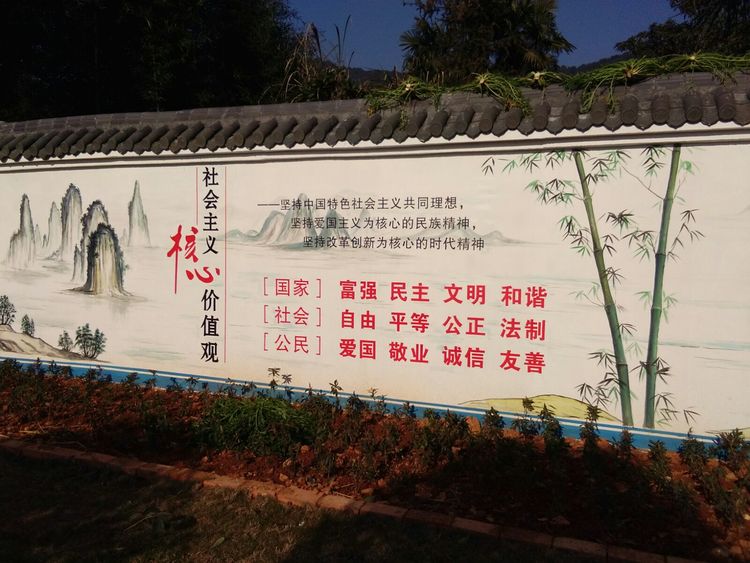 社会主义核心价值观
——坚持中国特色社会主义共同理想，
坚持爱国主义为核心的民族精神，
坚持改革创新为核心的时代精神
［国家］ 富强 民主 文明 和谐
［社会］ 自由 平等 公正 法制
［公民］ 爱国 敬业 诚信 友善